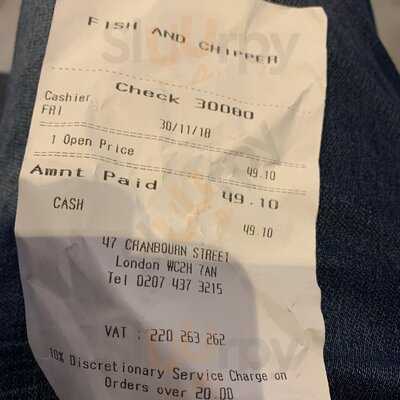 FISH AND CHIPPER
Check 30080
Cashier
FRI 30/11/18
1 Open Price 49.10
Amnt Paid 49.10
CASH 49.10
47 CRANBOURN STREET
London WC2H 7AN
Tel 0207 437 3215
VAT : 220 263 262
10% Discretionary Service Charge on
Orders over 20.00